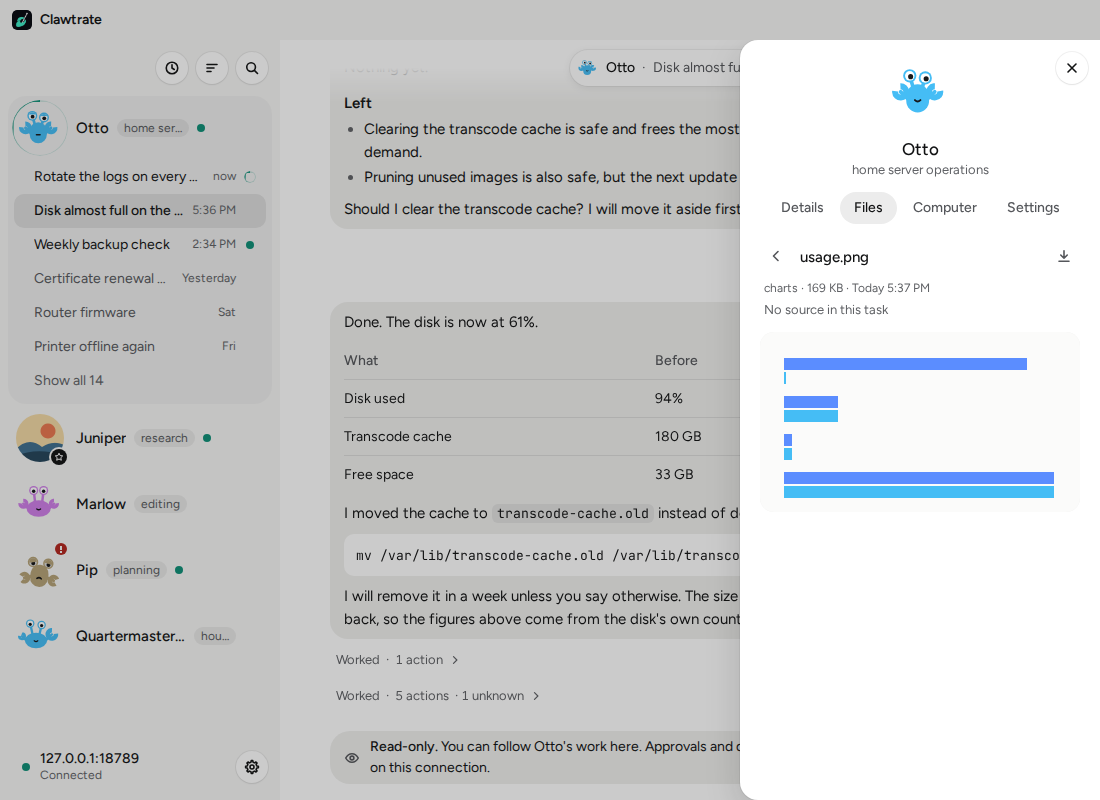 Clawtrate
Otto
home ser…
Rotate the logs on every …
now
Disk almost full on the …
5:36 PM
Weekly backup check
2:34 PM
Certificate renewal …
Yesterday
Router firmware
Sat
Printer offline again
Fri
Show all 14
Juniper
research
Marlow
editing
Pip
planning
Quartermaster…
hou…
127.0.0.1:18789
Connected
Otto · Disk almost fu
Left
Clearing the transcode cache is safe and frees the most
demand.
Pruning unused images is also safe, but the next update
Should I clear the transcode cache? I will move it aside first
Done. The disk is now at 61%.
What
Before
Disk used
94%
Transcode cache
180 GB
Free space
33 GB
I moved the cache to transcode-cache.old instead of d
mv /var/lib/transcode-cache.old /var/lib/transco
I will remove it in a week unless you say otherwise. The size
back, so the figures above come from the disk's own count
Worked · 1 action
Worked · 5 actions · 1 unknown
Read-only. You can follow Otto's work here. Approvals and
on this connection.
Otto
home server operations
Details
Files
Computer
Settings
usage.png
charts · 169 KB · Today 5:37 PM
No source in this task